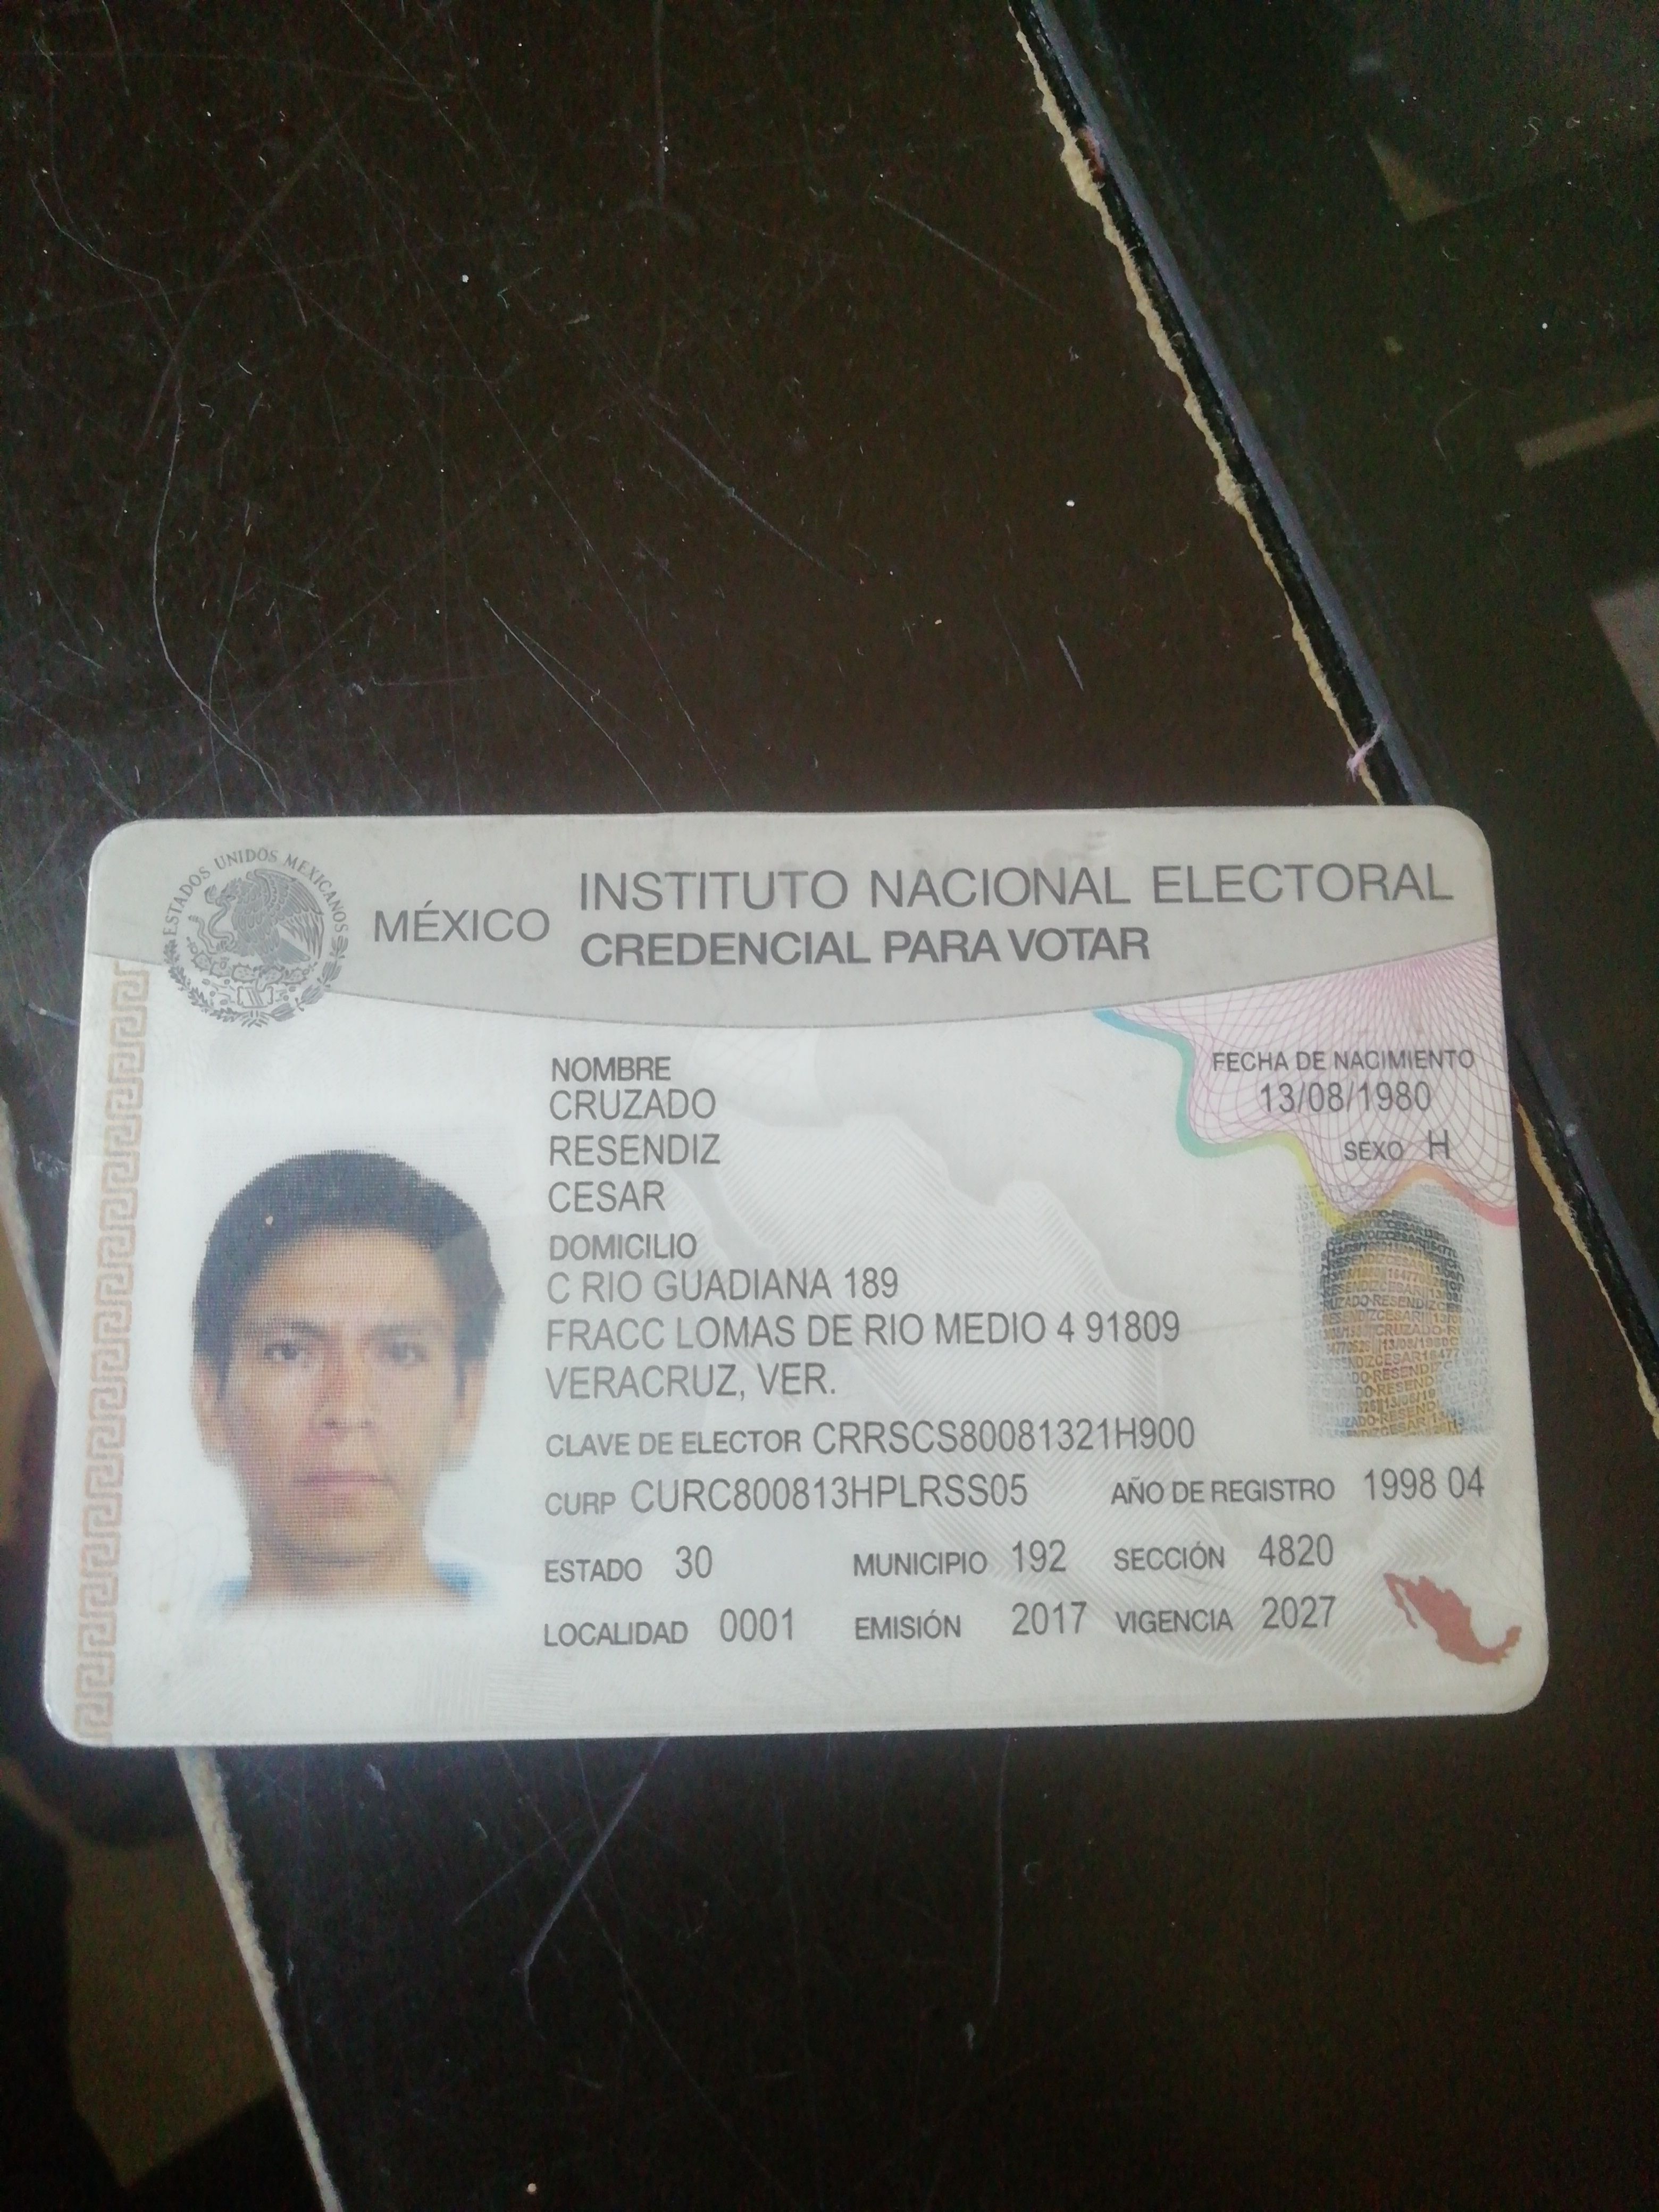 ESTADOS UNIDOS MEXICANOS
MÉXICO INSTITUTO NACIONAL ELECTORAL
CREDENCIAL PARA VOTAR
NOMBRE
CRUZADO
RESENDIZ
CESAR
FECHA DE NACIMIENTO
13/08/1980
SEXO H
DOMICILIO
C RIO GUADIANA 189
FRACC LOMAS DE RIO MEDIO 4 91809
VERACRUZ, VER.
CLAVE DE ELECTOR CRRSCS80081321H900
CURP CURC800813HPLRSS05 AÑO DE REGISTRO 1998 04
ESTADO 30 MUNICIPIO 192 SECCIÓN 4820
LOCALIDAD 0001 EMISIÓN 2017 VIGENCIA 2027